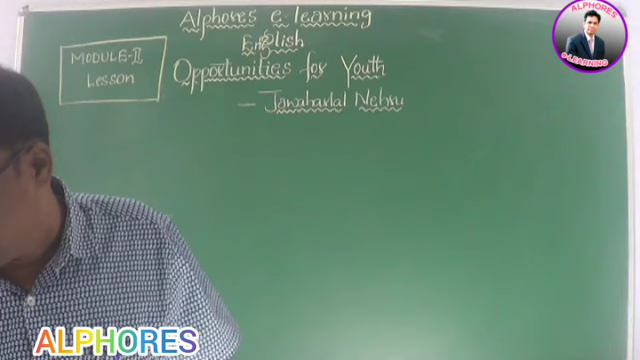 Alphores e learning
English
MODULE-II
Lesson
Opportunities for Youth
- Jawaharlal Nehru
ALPHORES
e-LEARNING
ALPHORES